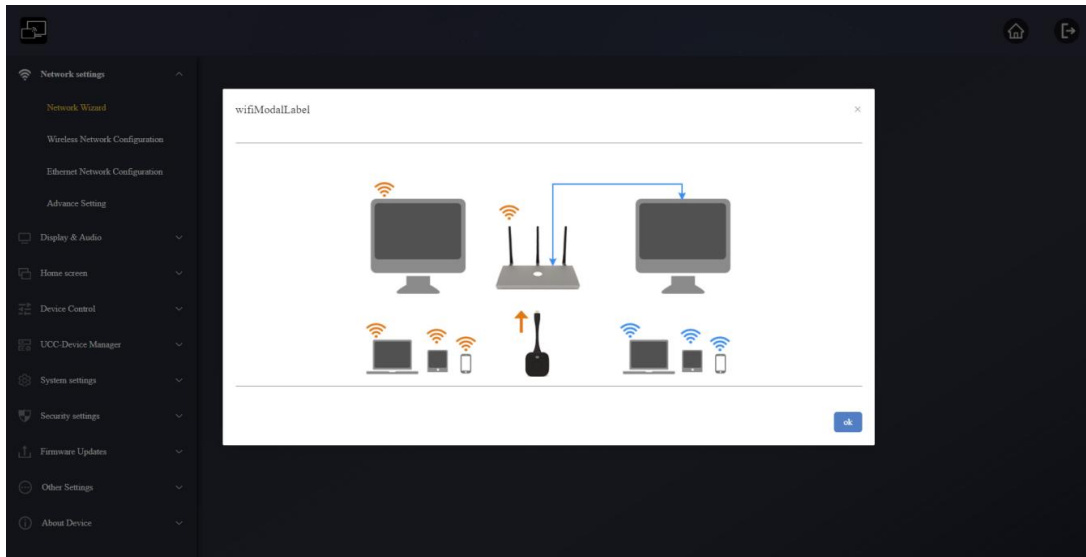 Network settings
Network Wizard
Wireless Network Configuration
Ethernet Network Configuration
Advance Setting
Display & Audio
Home screen
Device Control
UCC-Device Manager
System settings
Security settings
Firmware Updates
Other Settings
About Device
wifiModalLabel
ok